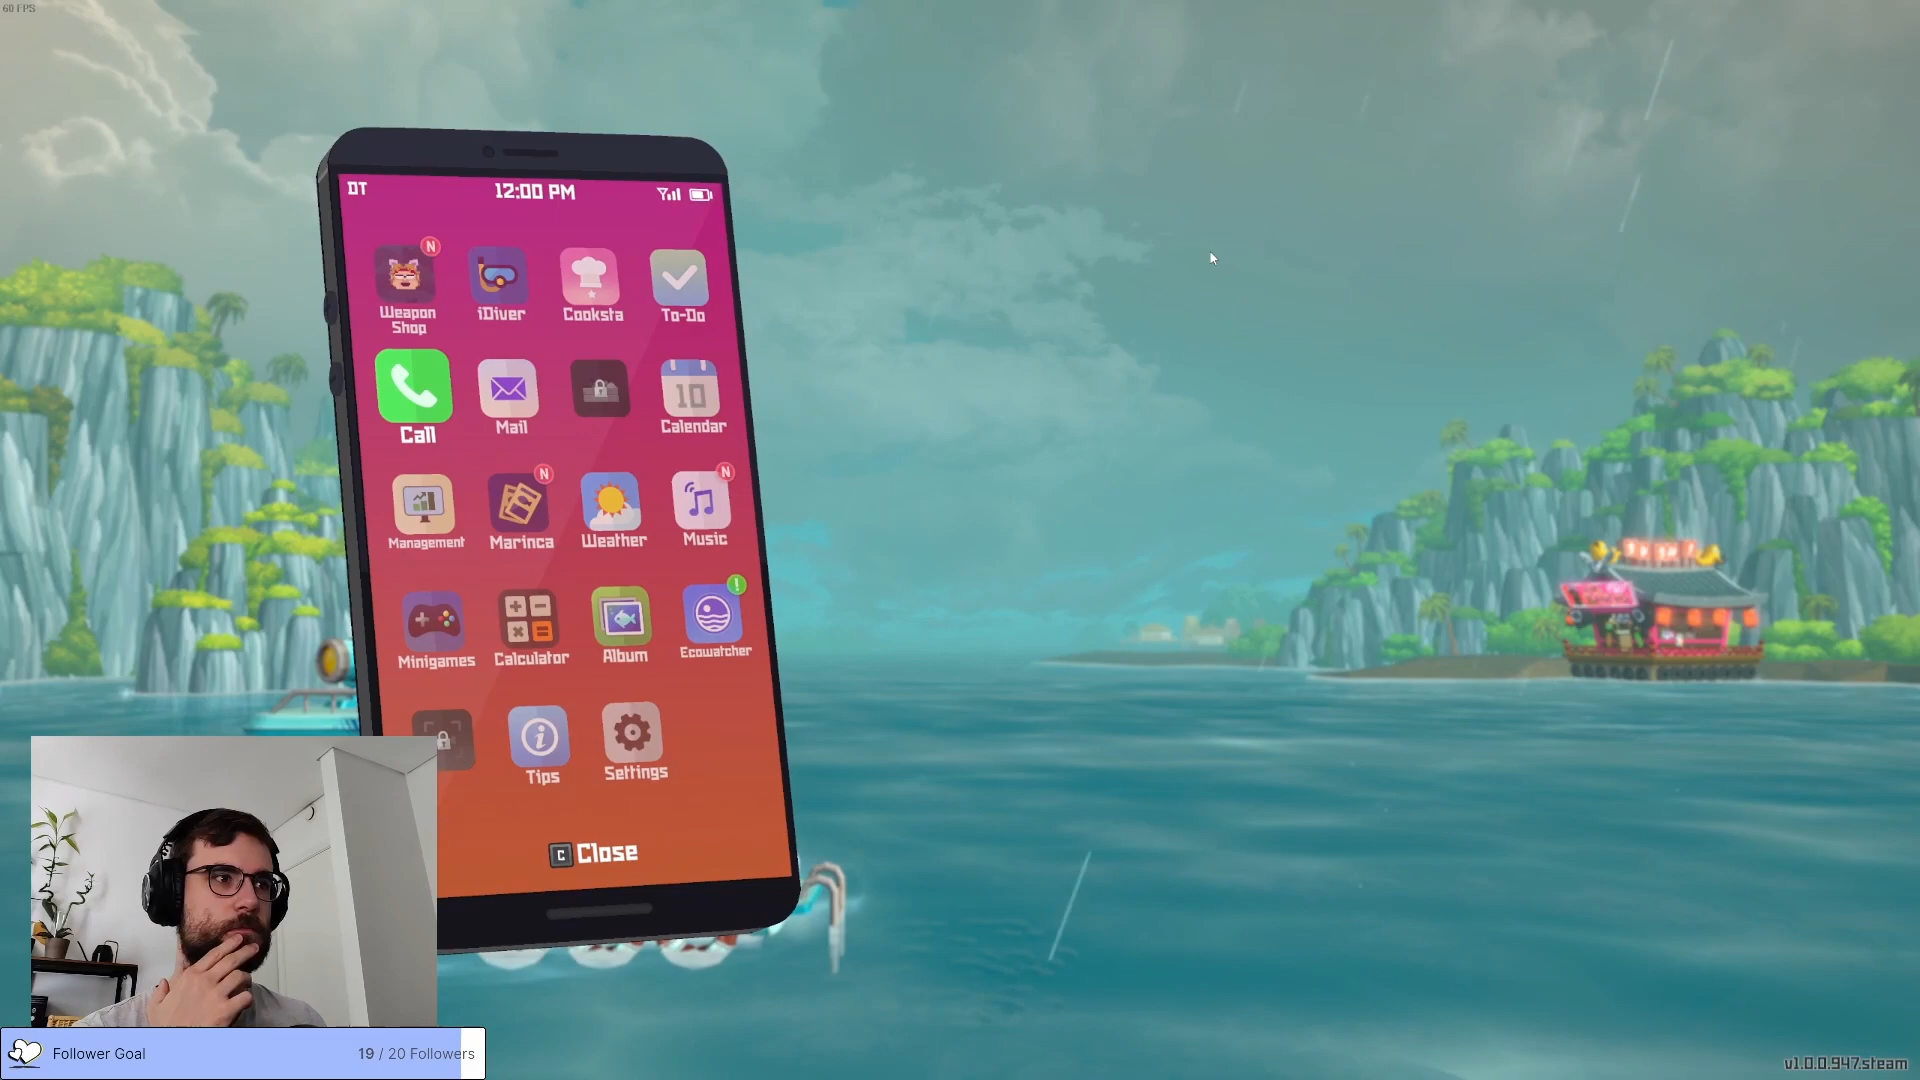 60 FPS
DT
12:00 PM
N
Weapon
Shop
iDiver
Cooksta
To-Do
Call
Mail
10
Calendar
Management
N
Marinca
Weather
N
Music
Minigames
Calculator
Album
!
Ecowatcher
i
Tips
Settings
C Close
Follower Goal
19 / 20 Followers
v1.0.0.947.steam